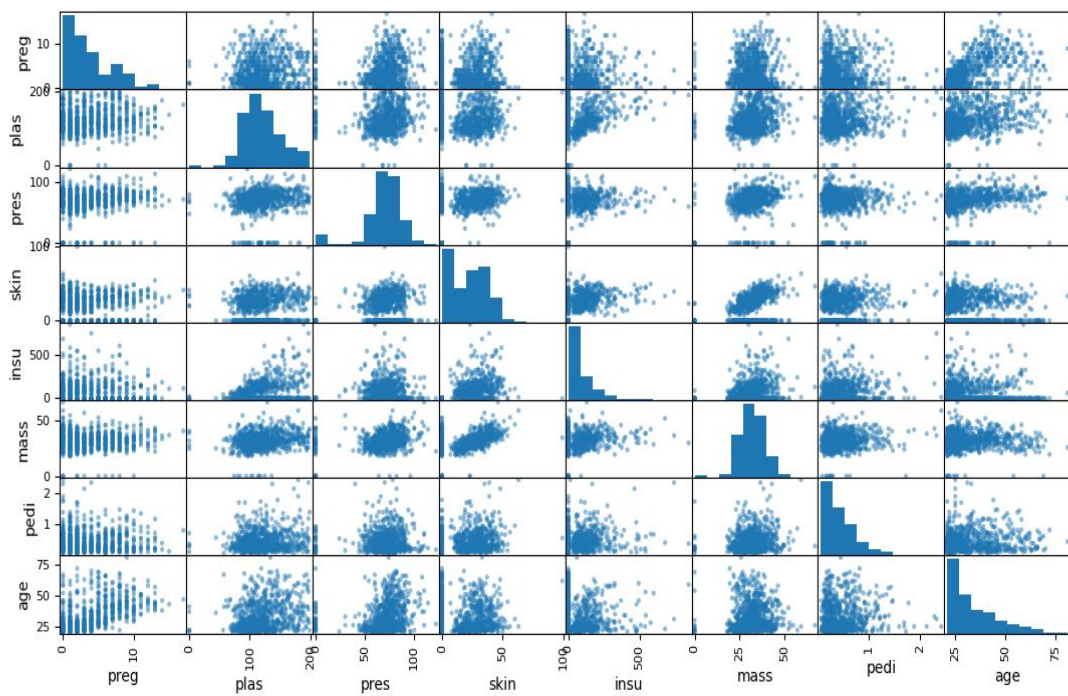 preg
10
0
plas
200
0
pres
100
0
skin
100
0
insu
500
0
mass
50
0
pedi
2
1
age
75
50
25
0 10 0 100 200 0 50 100 0 50 100 0 500 0 25 50 1 2 25 50 75
preg plas pres skin insu mass pedi age